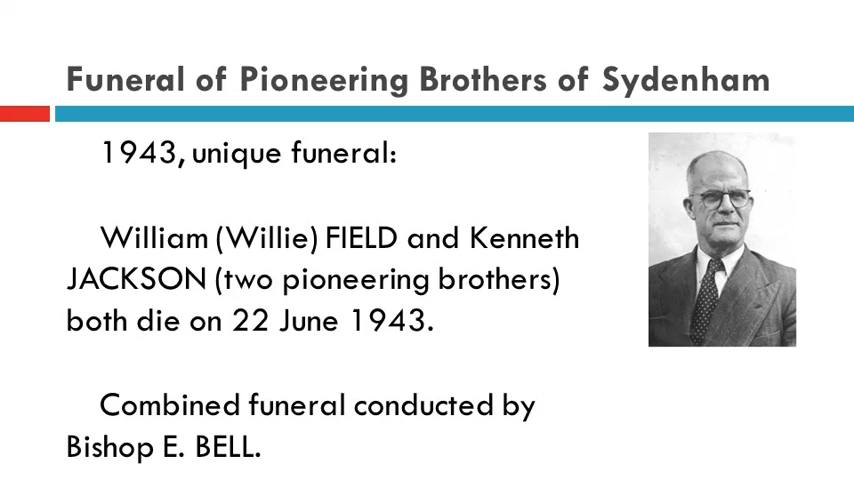 Funeral of Pioneering Brothers of Sydenham
1943, unique funeral:
William (Willie) FIELD and Kenneth
JACKSON (two pioneering brothers)
both die on 22 June 1943.
Combined funeral conducted by
Bishop E. BELL.